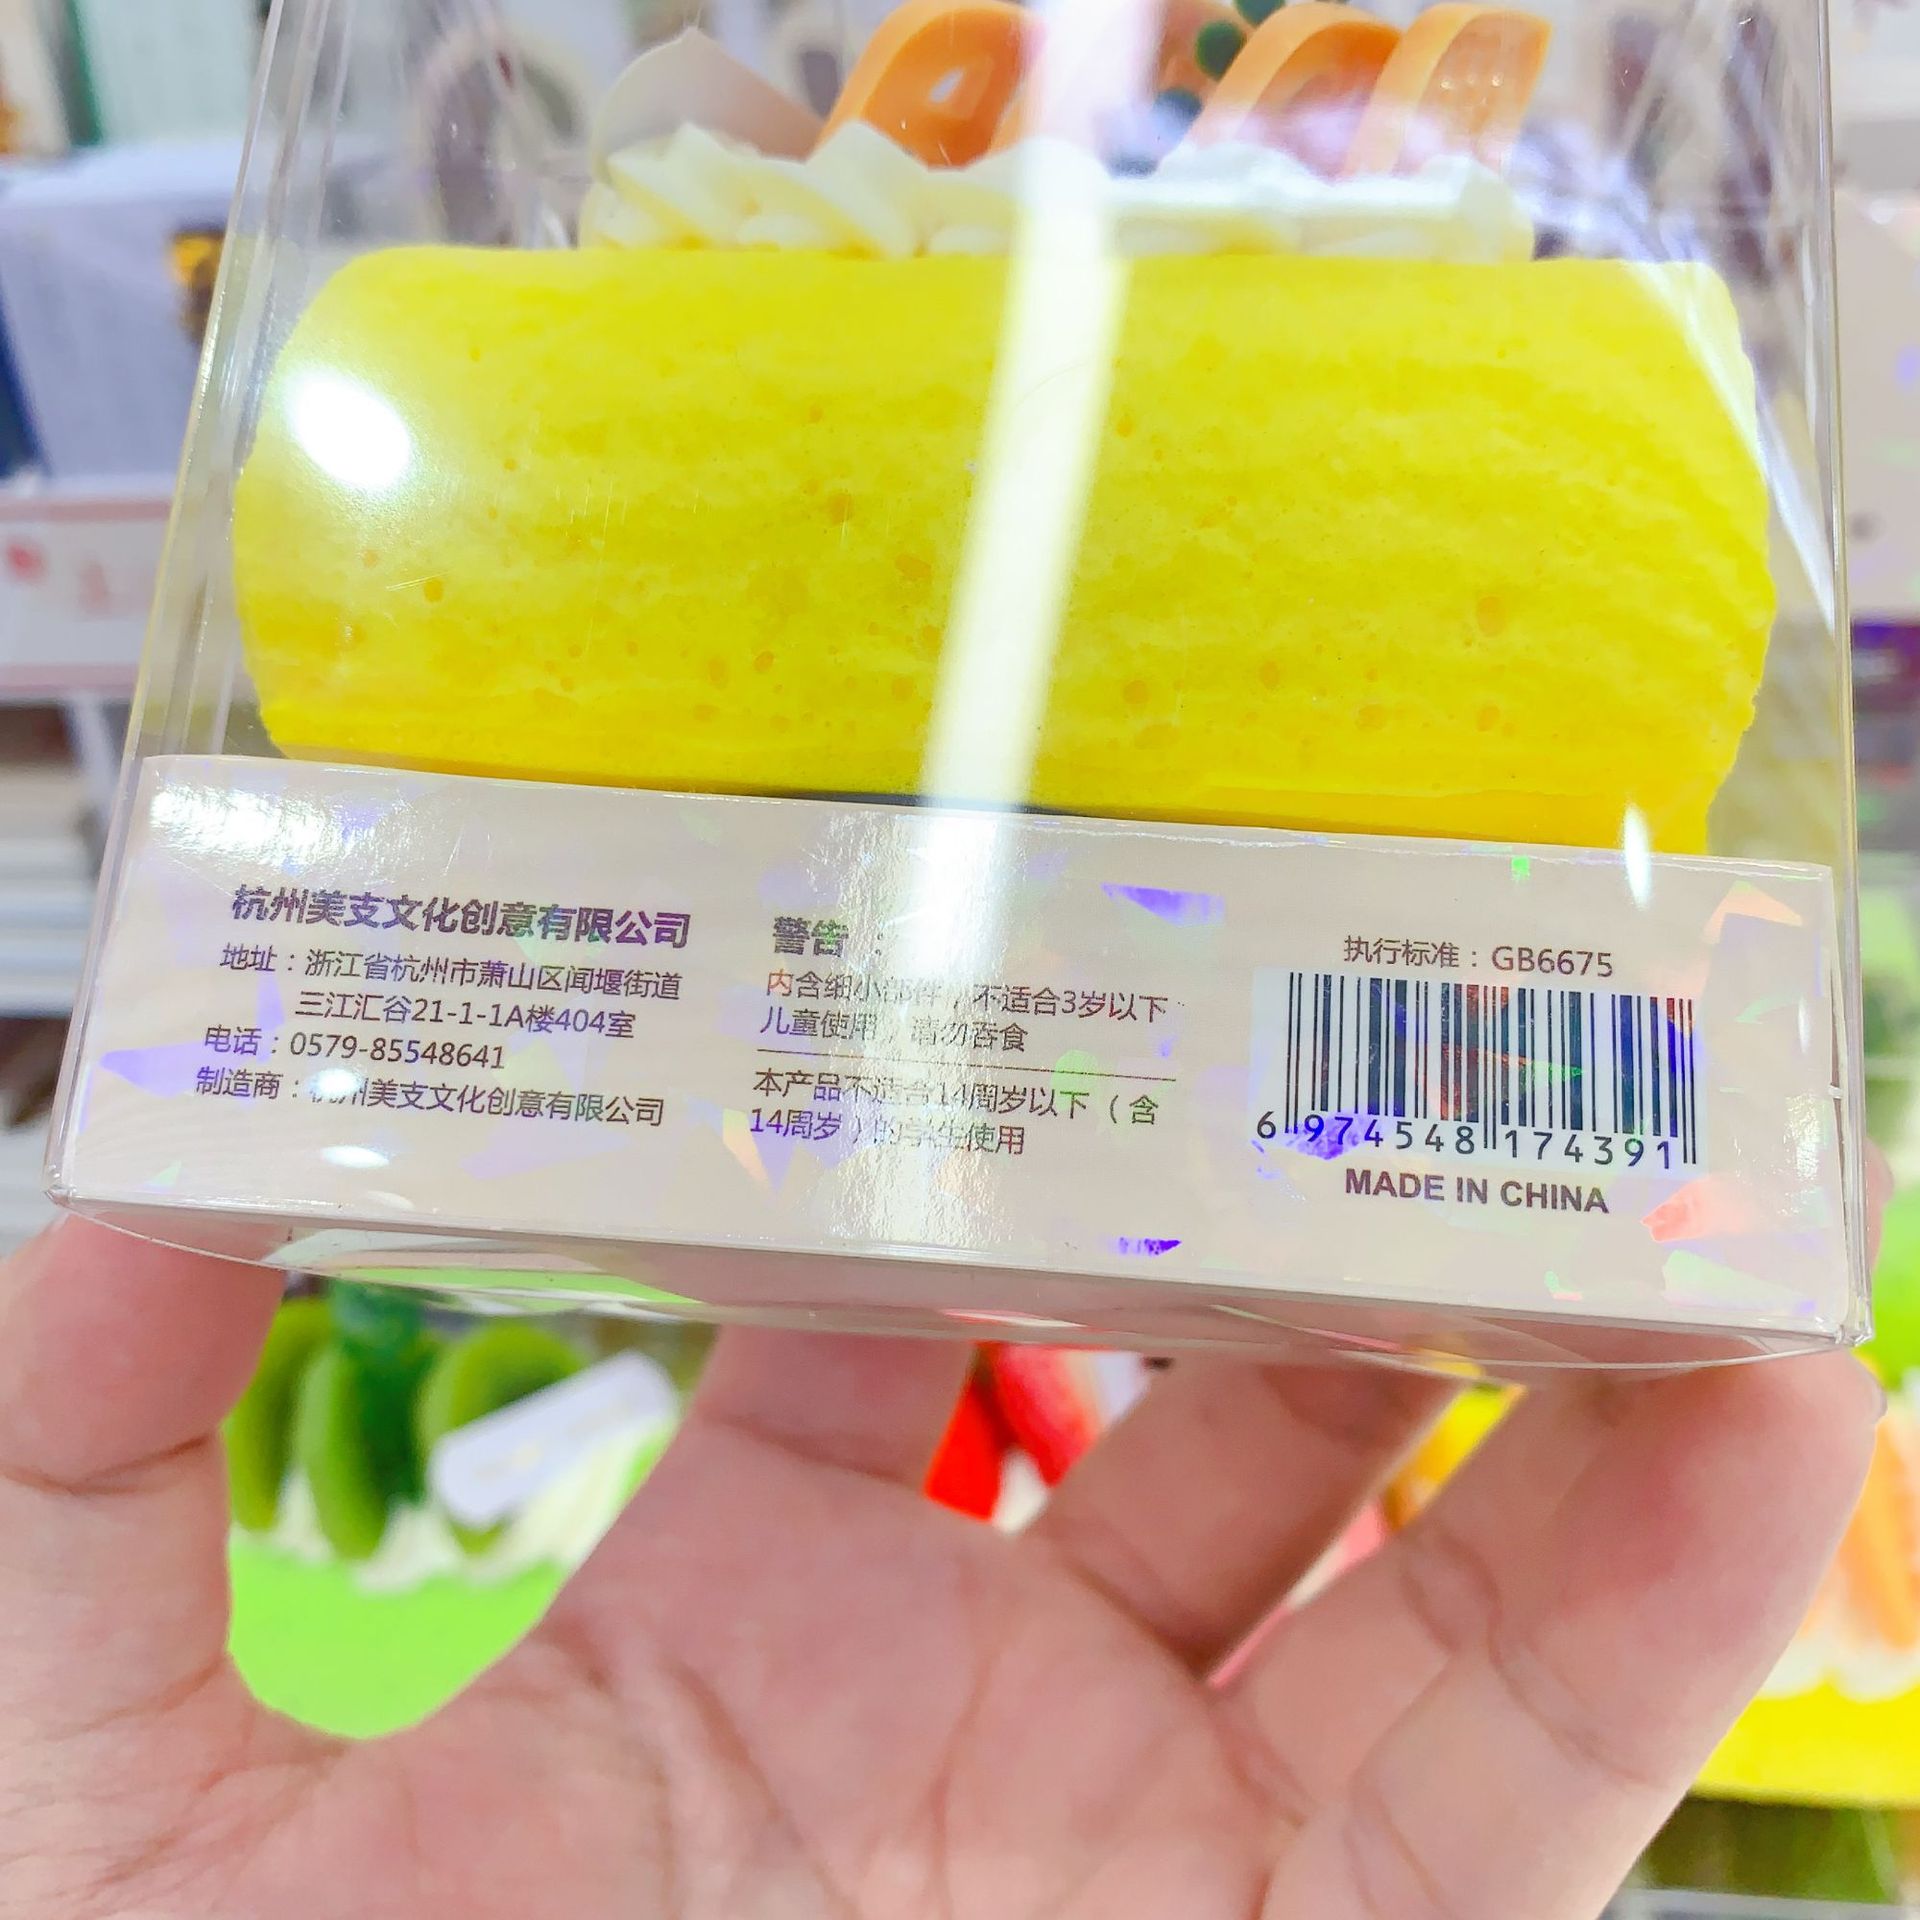 杭州美支文化创意有限公司
地址：浙江省杭州市萧山区闻堰街道
三江汇谷21-1-1A楼404室
电话：0579-85548641
制造商：杭州美支文化创意有限公司
警告：
内含细小部件，不适合3岁以下
儿童使用，请勿吞食
本产品不适合14周岁以下（含
14周岁）的学生使用
执行标准：GB6675
6 974548 174391
MADE IN CHINA